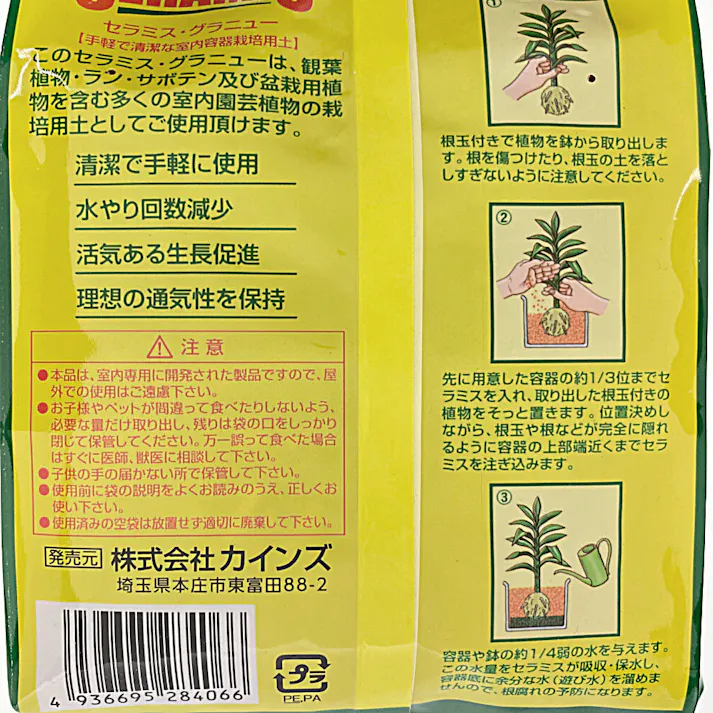 セラミス・グラニュー
【手軽で清潔な室内容器栽培用土】
このセラミス・グラニューは、観葉
植物・ラン・サボテン及び盆栽用植
物を含む多くの室内園芸植物の栽
培用土としてご使用頂けます。
清潔で手軽に使用
水やり回数減少
活気ある生長促進
理想の通気性を保持
⚠ 注意
●本品は、室内専用に開発された製品ですので、屋
外での使用はご遠慮下さい。
●お子様やペットが間違って食べたりしないよう、
必要な量だけ取り出し、残りは袋の口をしっかり
閉じて保管してください。万一誤って食べた場合
はすぐに医師、獣医に相談して下さい。
●子供の手の届かない所で保管して下さい。
●使用前に袋の説明をよくお読みのうえ、正しくお
使い下さい。
●使用済みの空袋は放置せず適切に廃棄して下さい。
発売元 株式会社 カインズ
埼玉県本庄市東富田88-2
4 936695 284066
プラ
PE,PA
①
根玉付きで植物を鉢から取り出しま
す。根を傷つけたり、根玉の土を落と
しすぎないように注意してください。
②
先に用意した容器の約1/3位までセ
ラミスを入れ、取り出した根玉付きの
植物をそっと置きます。位置決めし
ながら、根玉や根などが完全に隠れ
るように容器の上部端近くまでセラ
ミスを注ぎ込みます。
③
容器や鉢の約1/4弱の水を与えます。
この水量をセラミスが吸収・保水し、
容器底に余分な水（遊び水）を溜めま
せんので、根腐れの予防になります。